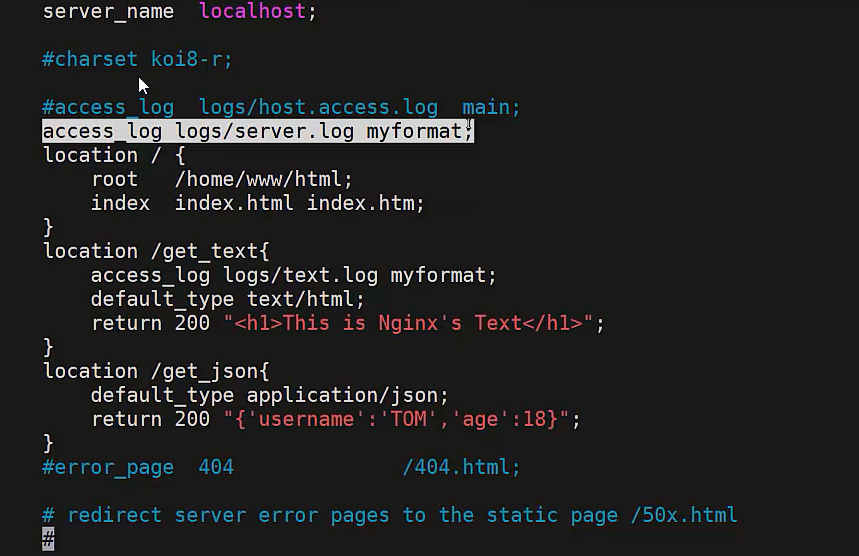 server_name  localhost;
#charset koi8-r;
#access_log  logs/host.access.log  main;
access_log logs/server.log myformat;
location / {
    root   /home/www/html;
    index  index.html index.htm;
}
location /get_text{
    access_log logs/text.log myformat;
    default_type text/html;
    return 200 "<h1>This is Nginx's Text</h1>";
}
location /get_json{
    default_type application/json;
    return 200 "{'username':'TOM','age':18}";
}
#error_page  404              /404.html;
# redirect server error pages to the static page /50x.html
#